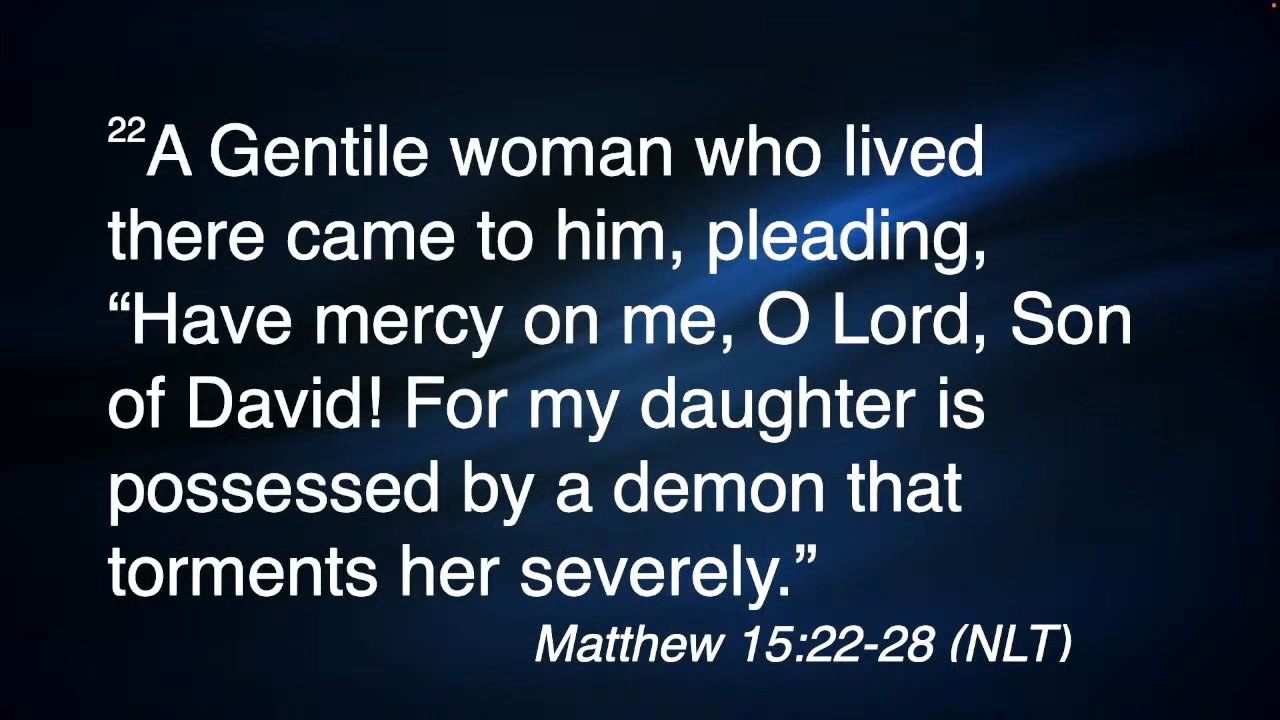 22A Gentile woman who lived
there came to him, pleading,
“Have mercy on me, O Lord, Son
of David! For my daughter is
possessed by a demon that
torments her severely.”
Matthew 15:22-28 (NLT)